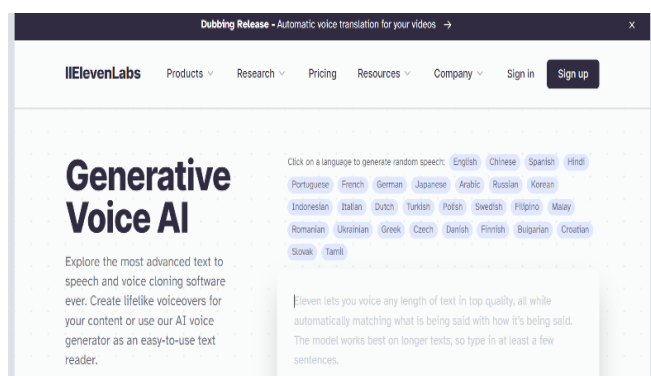 Dubbing Release - Automatic voice translation for your videos → X
IIElevenLabs Products Research Pricing Resources Company Sign in Sign up
Generative
Voice AI
Explore the most advanced text to
speech and voice cloning software
ever. Create lifelike voiceovers for
your content or use our AI voice
generator as an easy-to-use text
reader.
Click on a language to generate random speech: English Chinese Spanish Hindi
Portuguese French German Japanese Arabic Russian Korean
Indonesian Italian Dutch Turkish Polish Swedish Filipino Malay
Romanian Ukrainian Greek Czech Danish Finnish Bulgarian Croatian
Slovak Tamil
Eleven lets you voice any length of text in top quality, all while
automatically matching what is being said with how it's being said.
The model works best on longer texts, so type in at least a few
sentences.